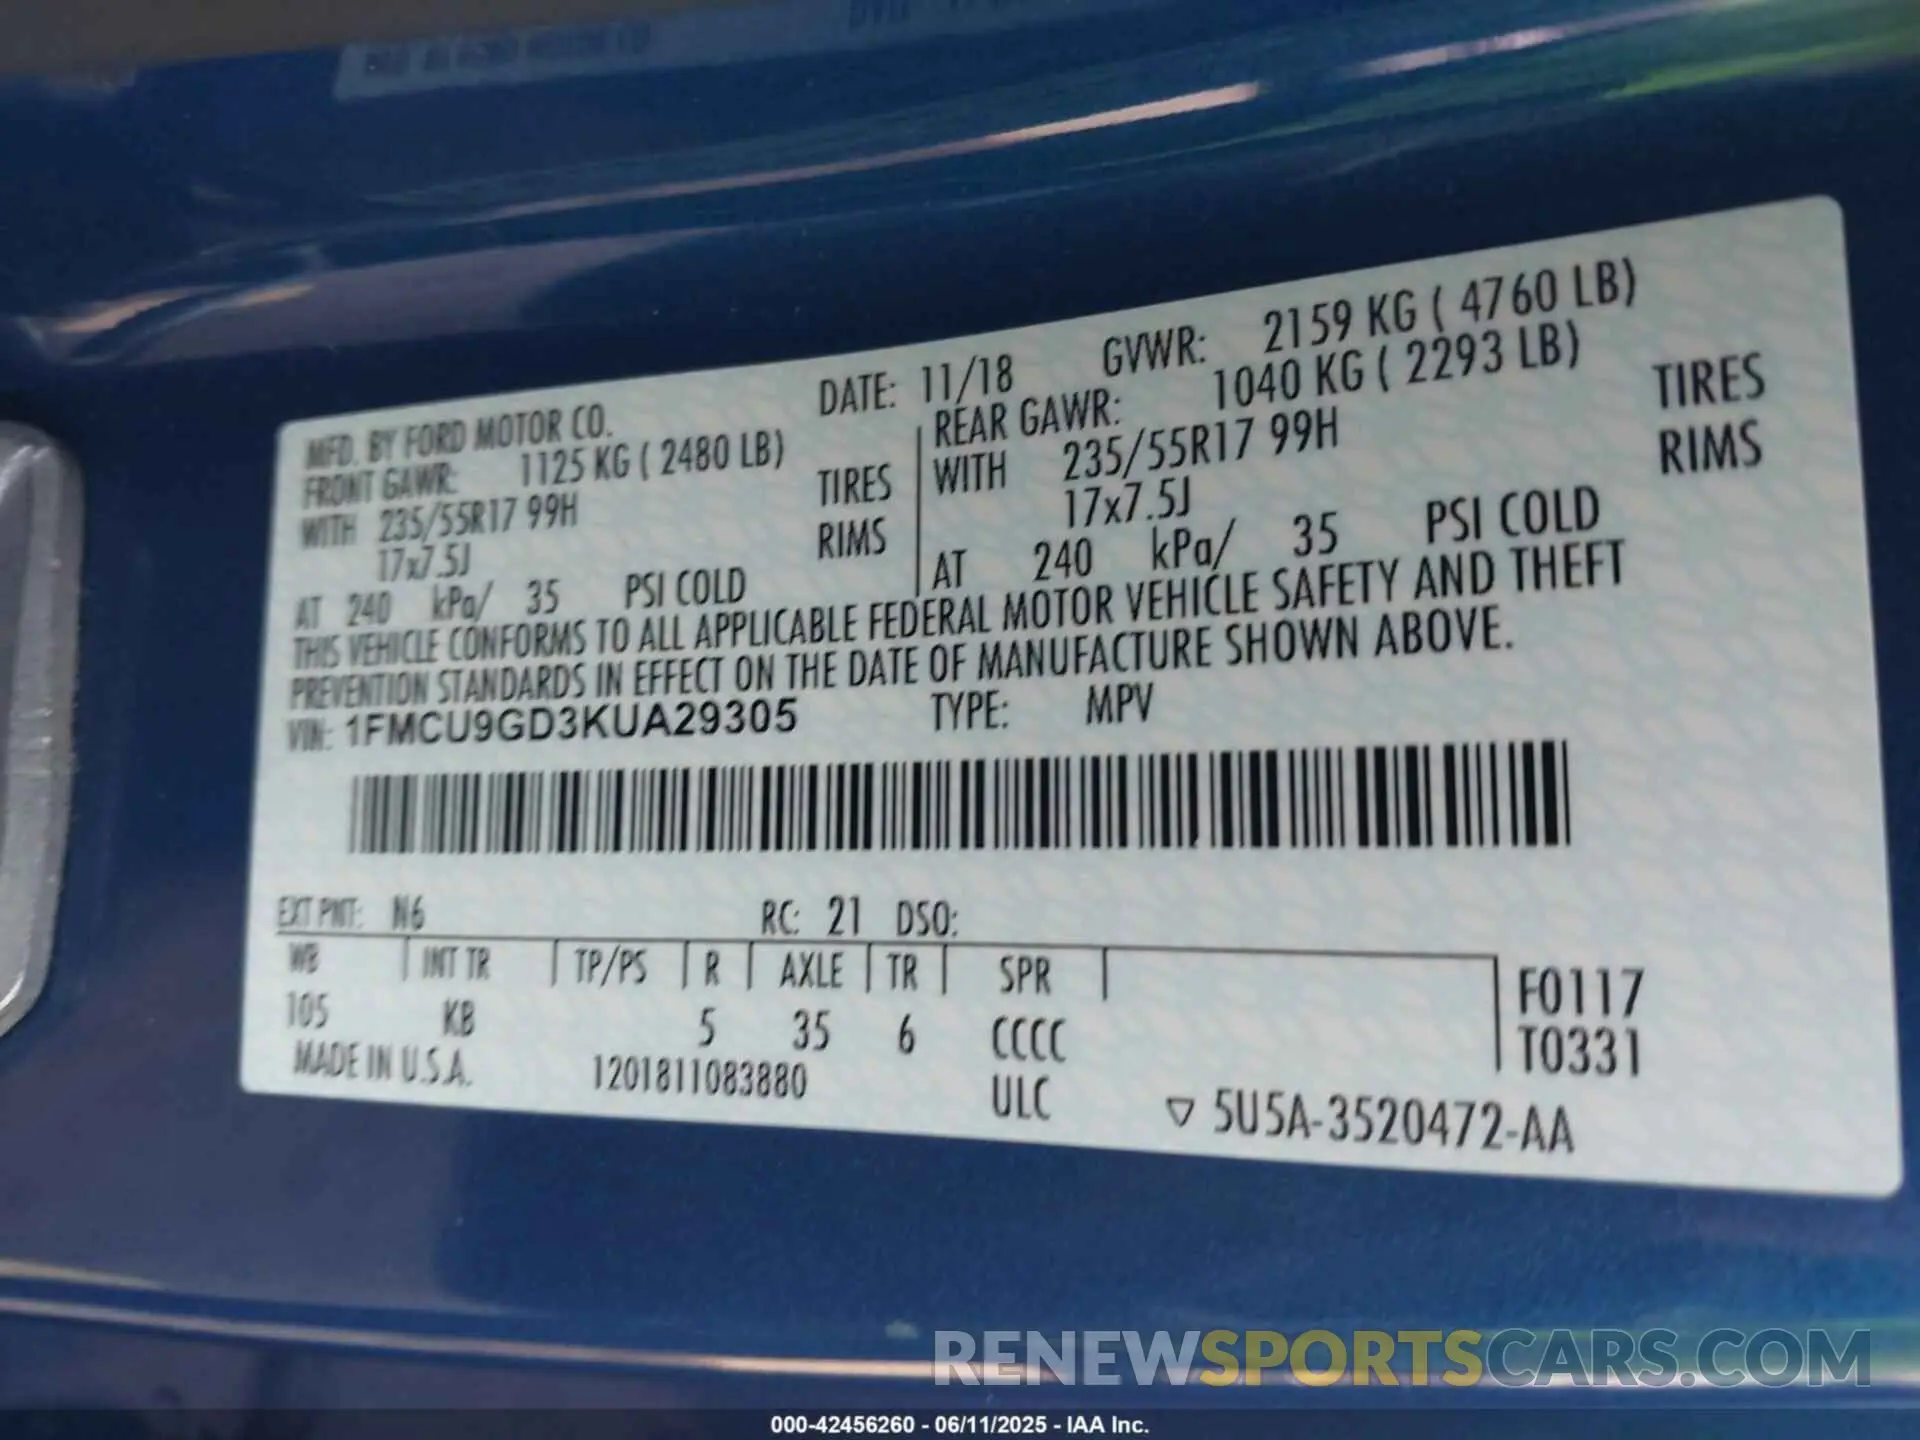 MFD. BY FORD MOTOR CO. DATE: 11/18 GVWR: 2159 KG ( 4760 LB)
FRONT GAWR: 1125 KG ( 2480 LB) REAR GAWR: 1040 KG ( 2293 LB)
WITH 235/55R17 99H TIRES WITH 235/55R17 99H TIRES
17x7.5J RIMS 17x7.5J RIMS
AT 240 kPa/ 35 PSI COLD AT 240 kPa/ 35 PSI COLD
THIS VEHICLE CONFORMS TO ALL APPLICABLE FEDERAL MOTOR VEHICLE SAFETY AND THEFT
PREVENTION STANDARDS IN EFFECT ON THE DATE OF MANUFACTURE SHOWN ABOVE.
VIN: 1FMCU9GD3KUA29305 TYPE: MPV
EXT PNT: N6 RC: 21 DSO:
WB INT TR TP/PS R AXLE TR SPR
105 KB 5 35 6 CCCC
F0117
T0331
MADE IN U.S.A. 1201811083880 ULC
▽ 5U5A-3520472-AA
RENEWSPORTSCARS.COM
000-42456260 - 06/11/2025 - IAA Inc.